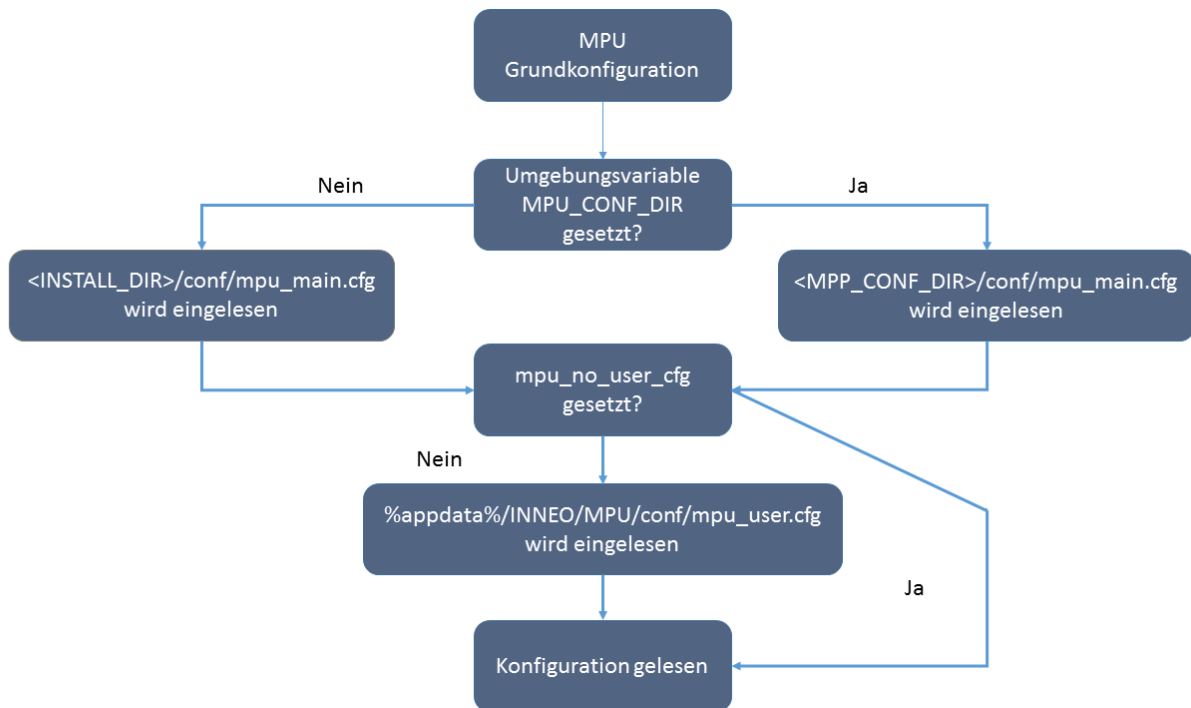 MPU
Grundkonfiguration
Nein
Umgebungsvariable
MPU_CONF_DIR
gesetzt?
Ja
<INSTALL_DIR>/conf/mpu_main.cfg
wird eingelesen
<MPP_CONF_DIR>/conf/mpu_main.cfg
wird eingelesen
mpu_no_user_cfg
gesetzt?
Nein
%appdata%/INNEO/MPU/conf/mpu_user.cfg
wird eingelesen
Ja
Konfiguration gelesen